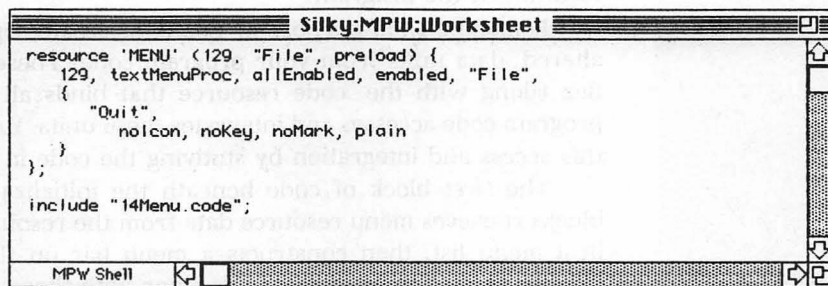 Silky:MPW:Worksheet
resource 'MENU' (129, "File", preload) {
129, textMenuProc, allEnabled, enabled, "File",
{
"Quit",
noicon, noKey, noMark, plain
}
};
include "14Menu.code";
MPW Shell